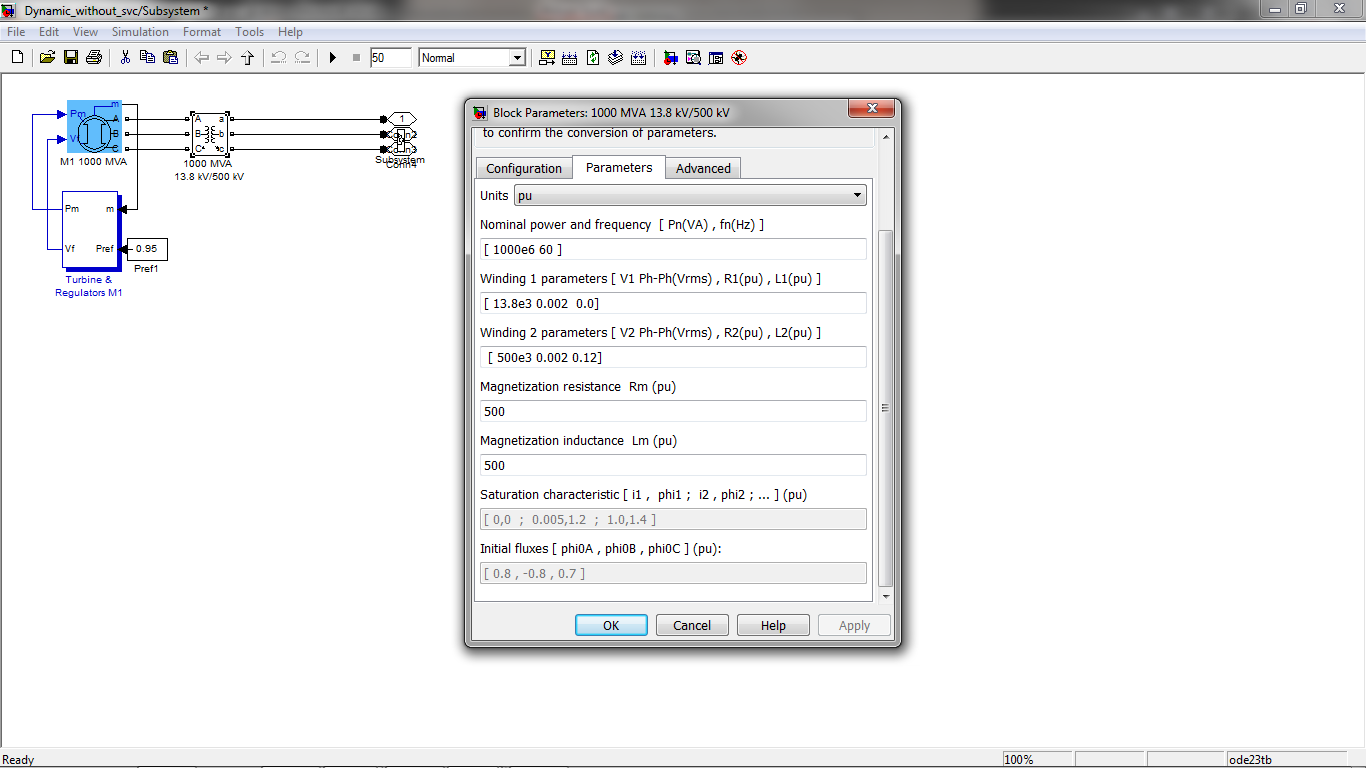 Dynamic_without_svc/Subsystem *
File Edit View Simulation Format Tools Help
50 Normal
Block Parameters: 1000 MVA 13.8 kV/500 kV
to confirm the conversion of parameters.
Configuration Parameters Advanced
Units pu
Nominal power and frequency [ Pn(VA) , fn(Hz) ]
[ 1000e6 60 ]
Winding 1 parameters [ V1 Ph-Ph(Vrms) , R1(pu) , L1(pu) ]
[ 13.8e3 0.002 0.0]
Winding 2 parameters [ V2 Ph-Ph(Vrms) , R2(pu) , L2(pu) ]
[ 500e3 0.002 0.12]
Magnetization resistance Rm (pu)
500
Magnetization inductance Lm (pu)
500
Saturation characteristic [ i1 , phi1 ; i2 , phi2 ; ... ] (pu)
[ 0,0 ; 0.005,1.2 ; 1.0,1.4 ]
Initial fluxes [ phi0A , phi0B , phi0C ] (pu):
[ 0.8 , -0.8 , 0.7 ]
OK Cancel Help Apply
m
Pm A
B
C
M1 1000 MVA
A a
B b
C c
1000 MVA
13.8 kV/500 kV
1
Subsystem
Conn4
Pm m
Vf Pref
0.95
Pref1
Turbine &
Regulators M1
Ready 100% ode23tb